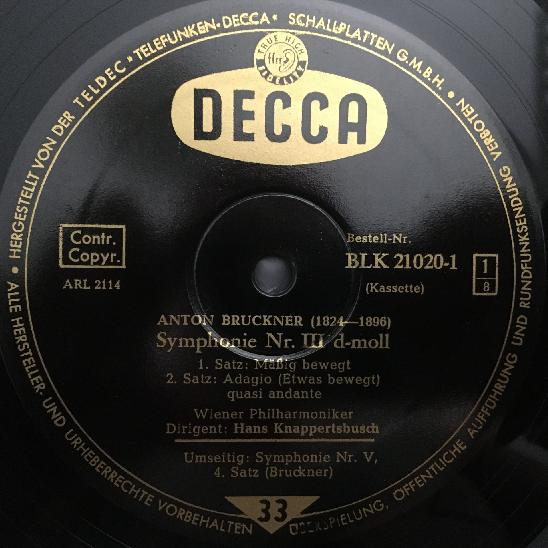 HERGESTELLT VON DER TELDEC • TELEFUNKEN-DECCA • SCHALLPLATTEN G.M.B.H. •
ALLE HERSTELLER- UND URHEBERRECHTE VORBEHALTEN
ÜBERSPIELUNG, ÖFFENTLICHE AUFFÜHRUNG UND RUNDFUNKSENDUNG VERBOTEN
TRUE HIGH
ffrr
FIDELITY
DECCA
Contr.
Copyr.
ARL 2114
Bestell-Nr.
BLK 21020-1
(Kassette)
1
8
ANTON BRUCKNER (1824—1896)
Symphonie Nr. III d-moll
1. Satz: Mäßig bewegt
2. Satz: Adagio (Etwas bewegt)
quasi andante
Wiener Philharmoniker
Dirigent: Hans Knappertsbusch
Umseitig: Symphonie Nr. V,
4. Satz (Bruckner)
33